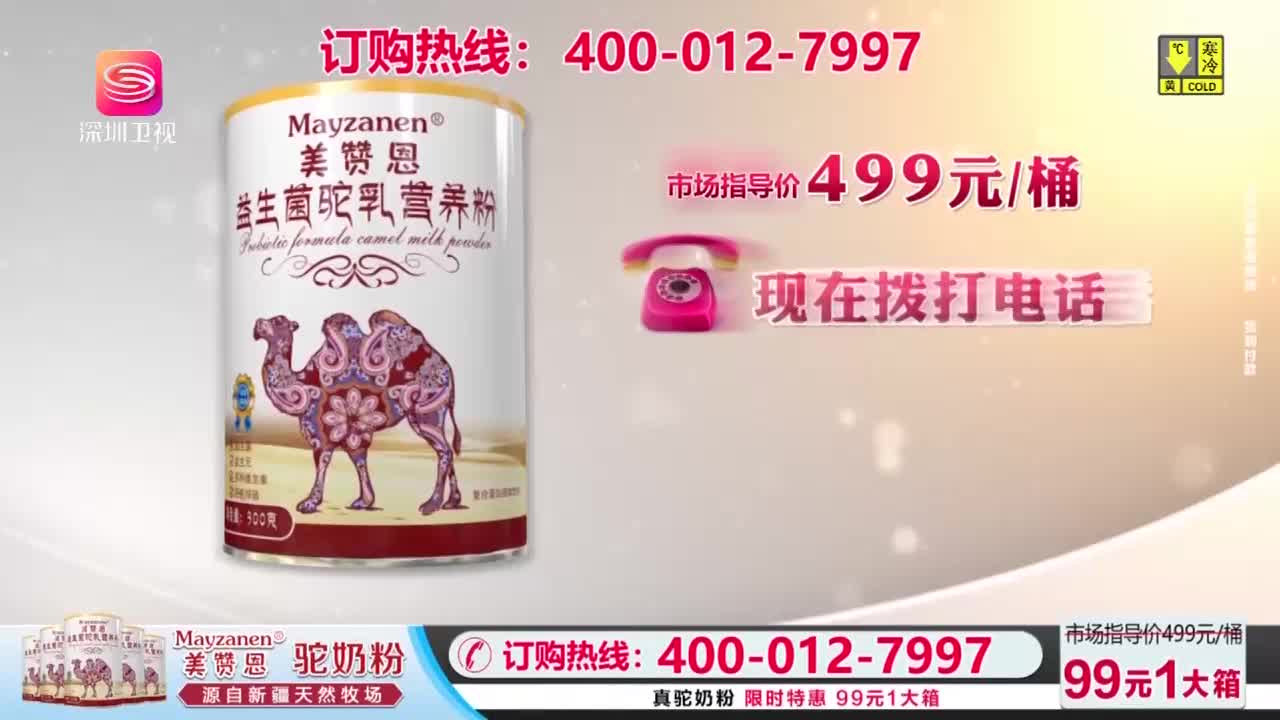 订购热线：400-012-7997
深圳卫视
℃
寒冷
黄
COLD
Mayzanen®
美赞恩
益生菌驼乳营养粉
Probiotic formula camel milk powder
900克
市场指导价499元/桶
现在拨打电话
Mayzanen®
美赞恩
驼奶粉
源自新疆天然牧场
订购热线：400-012-7997
真驼奶粉 限时特惠 99元1大箱
市场指导价499元/桶
99元1大箱